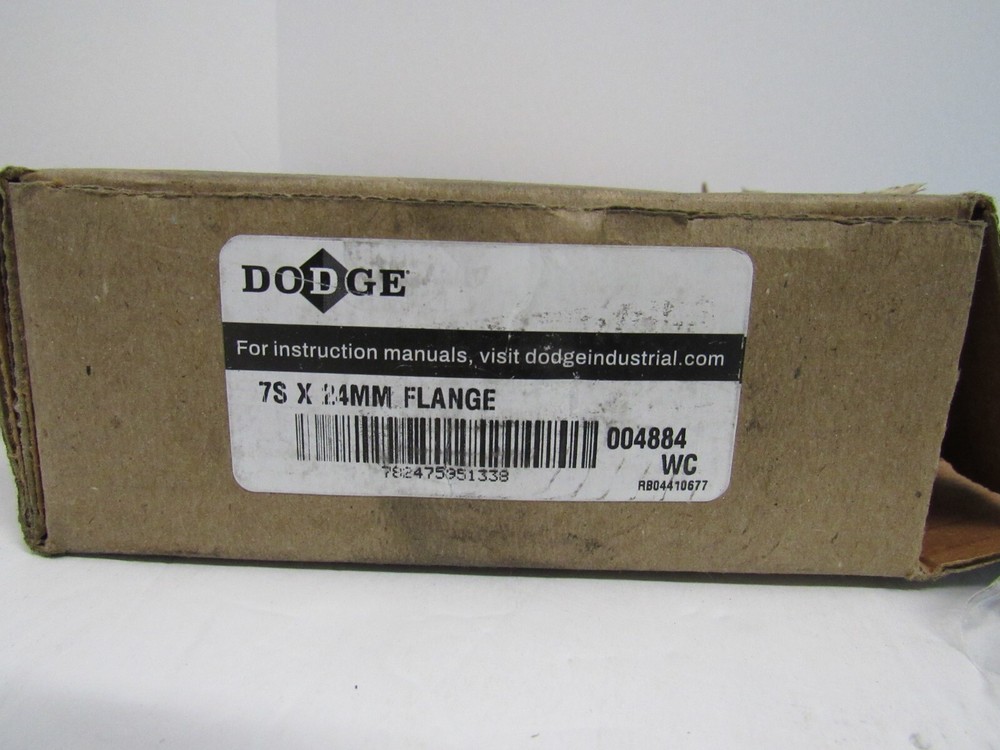 DODGE
For instruction manuals, visit dodgeindustrial.com
7S X 24MM FLANGE
004884
782475951338
WC
RB04410677